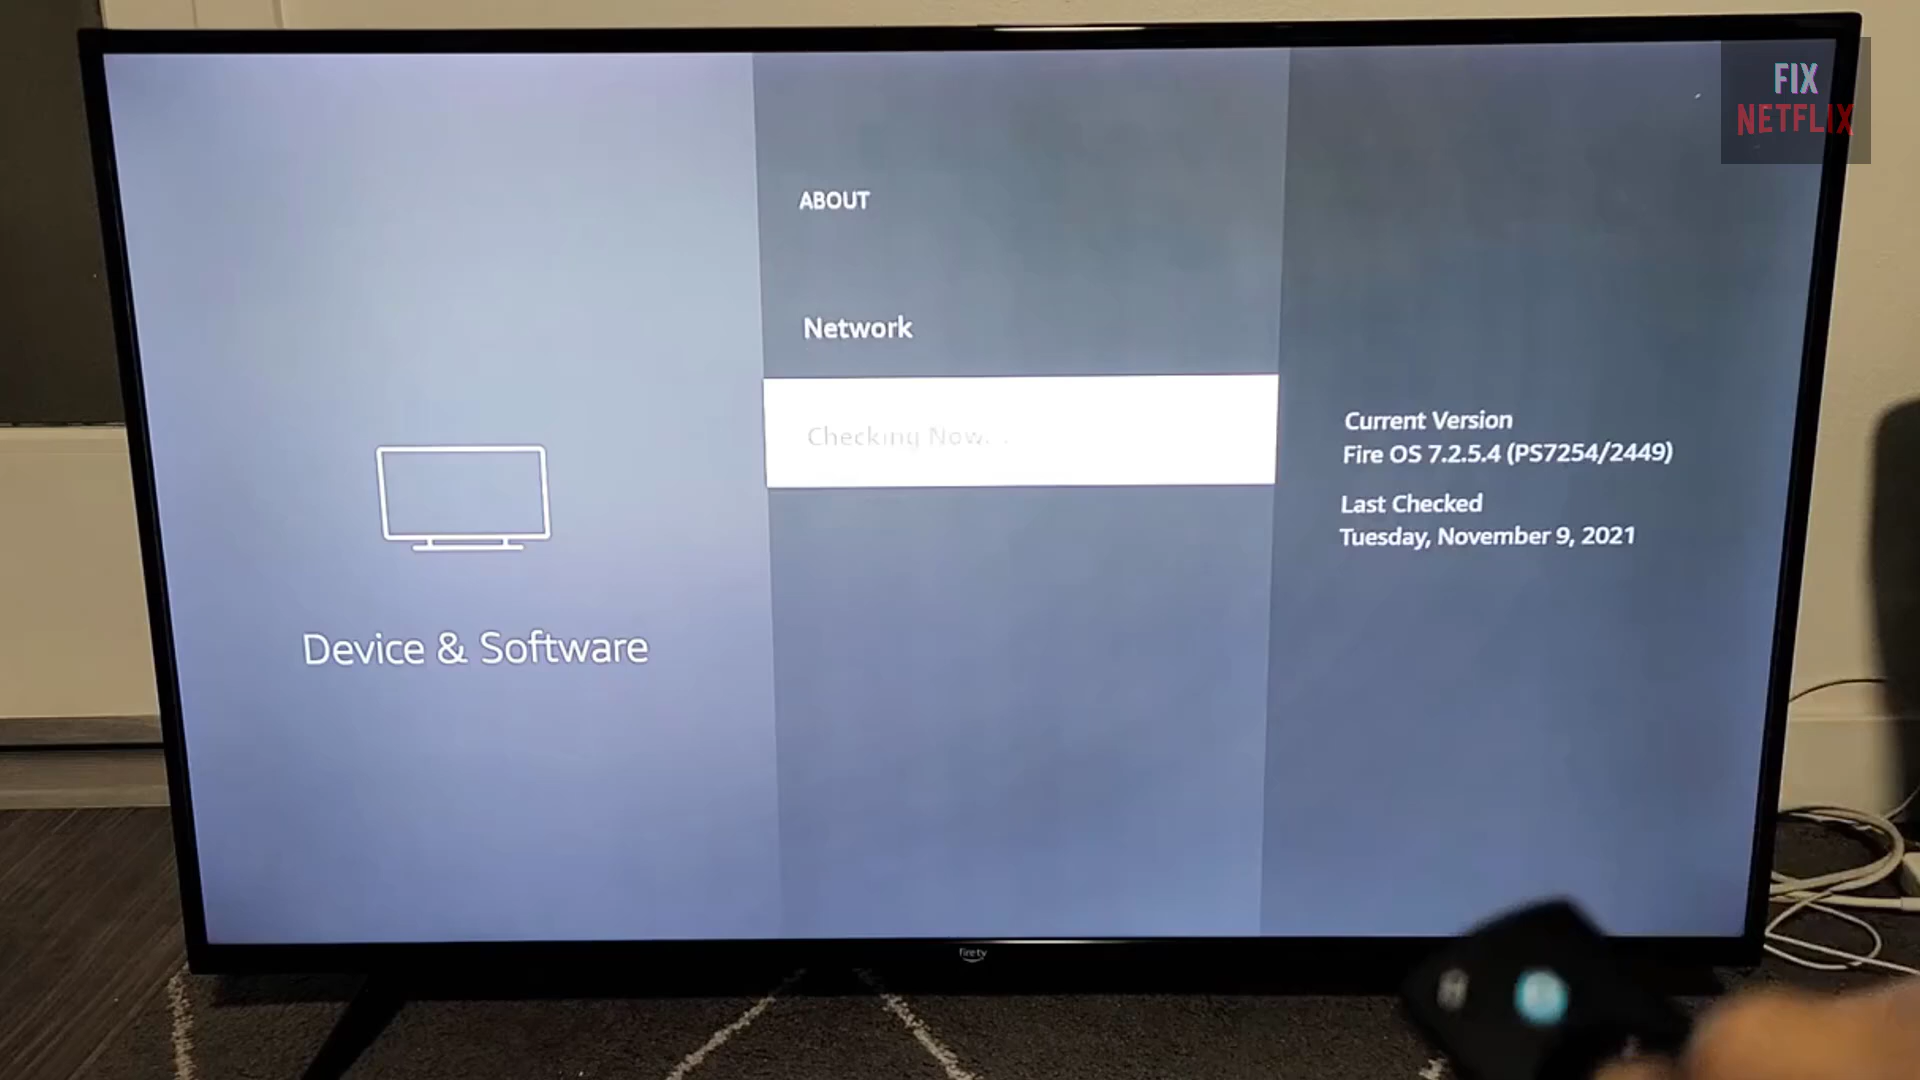 FIX
NETFLIX
ABOUT
Network
Checking Now. .
Current Version
Fire OS 7.2.5.4 (PS7254/2449)
Last Checked
Tuesday, November 9, 2021
Device & Software
firetv